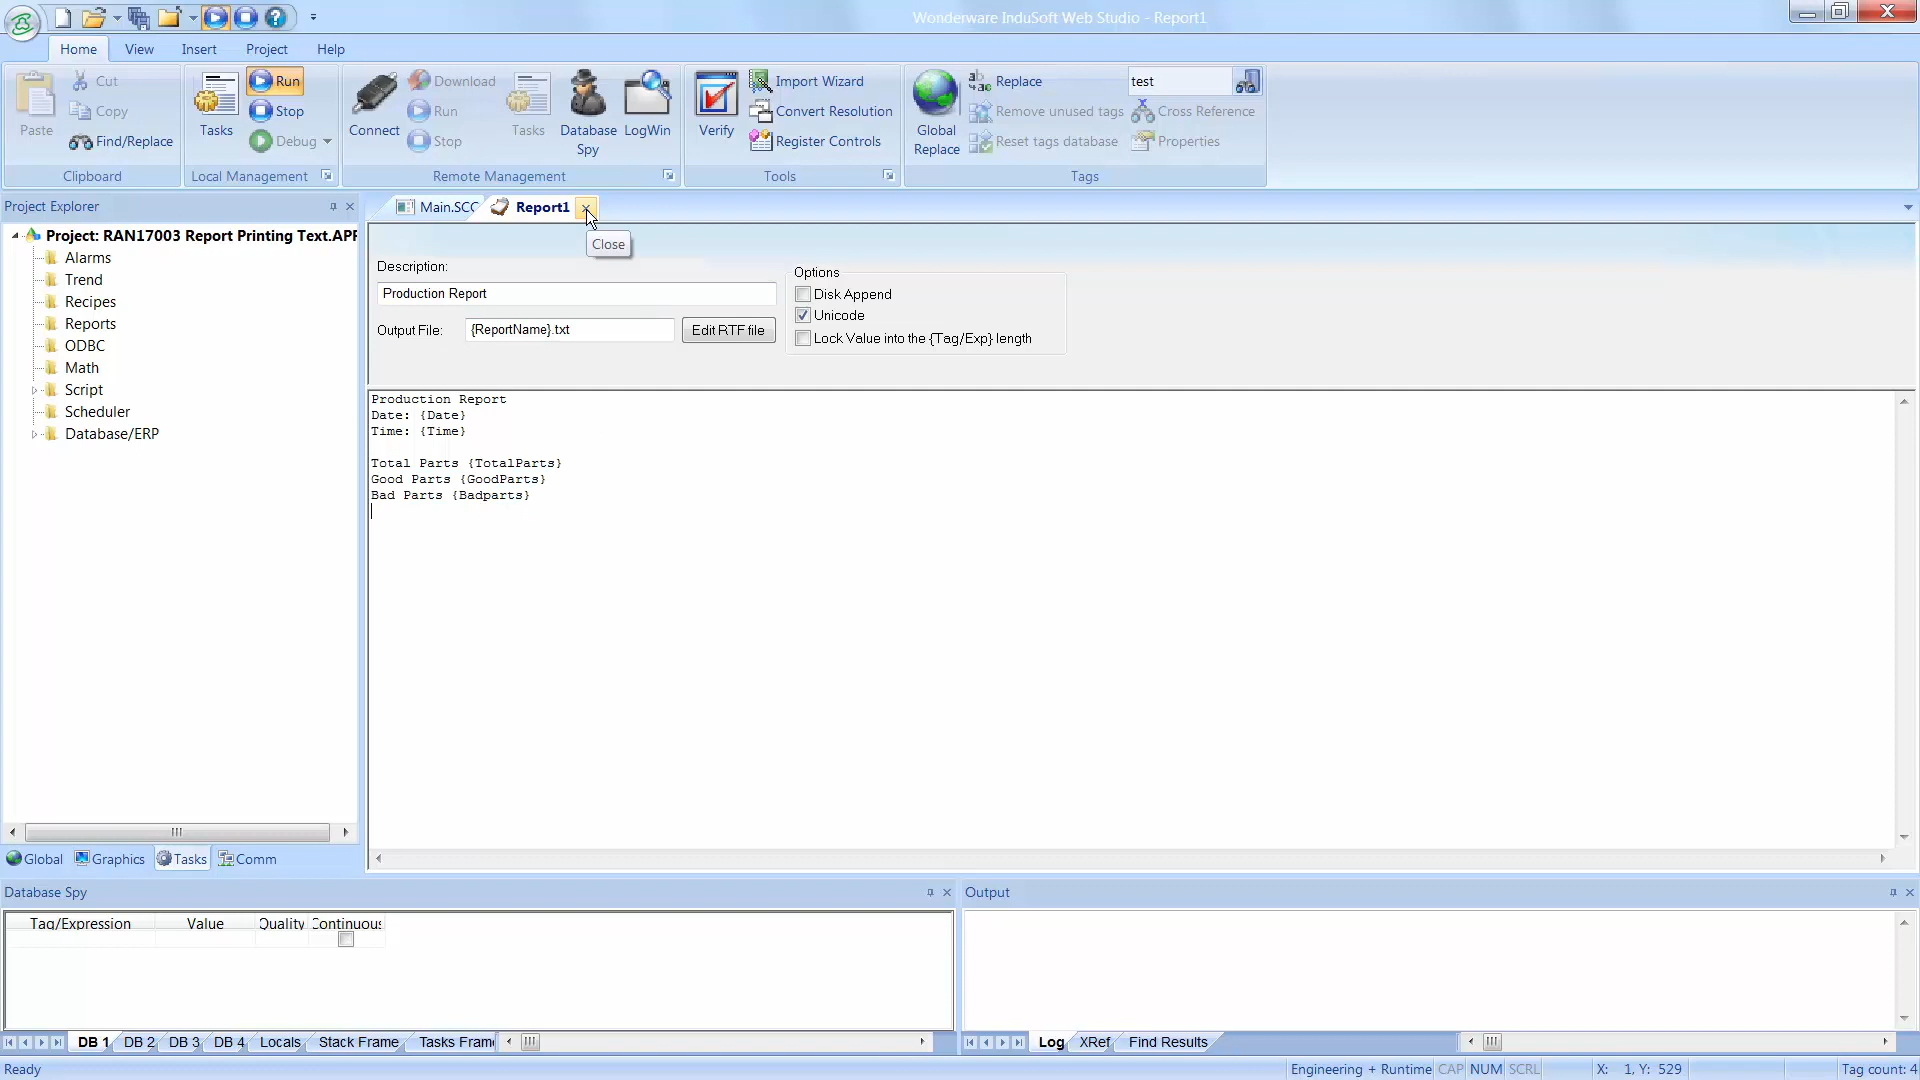 Wonderware InduSoft Web Studio - Report1
Home View Insert Project Help
Paste
Cut
Copy
Find/Replace
Clipboard
Tasks
Run
Stop
Debug
Local Management
Connect
Download
Run
Stop
Tasks
Database Spy
LogWin
Remote Management
Verify
Import Wizard
Convert Resolution
Register Controls
Tools
Global Replace
Replace
Remove unused tags
Reset tags database
test
Cross Reference
Properties
Tags
Project Explorer
Project: RAN17003 Report Printing Text.APP
Alarms
Trend
Recipes
Reports
ODBC
Math
Script
Scheduler
Database/ERP
Global Graphics Tasks Comm
Main.SCC Report1
Close
Description:
Production Report
Output File: {ReportName}.txt Edit RTF file
Options
Disk Append
Unicode
Lock Value into the {Tag/Exp} length
Production Report
Date: {Date}
Time: {Time}
Total Parts {TotalParts}
Good Parts {GoodParts}
Bad Parts {Badparts}
Database Spy
Tag/Expression Value Quality Continuous
DB 1 DB 2 DB 3 DB 4 Locals Stack Frame Tasks Fram
Output
Log XRef Find Results
Ready
Engineering + Runtime CAP NUM SCRL X: 1, Y: 529 Tag count: 4